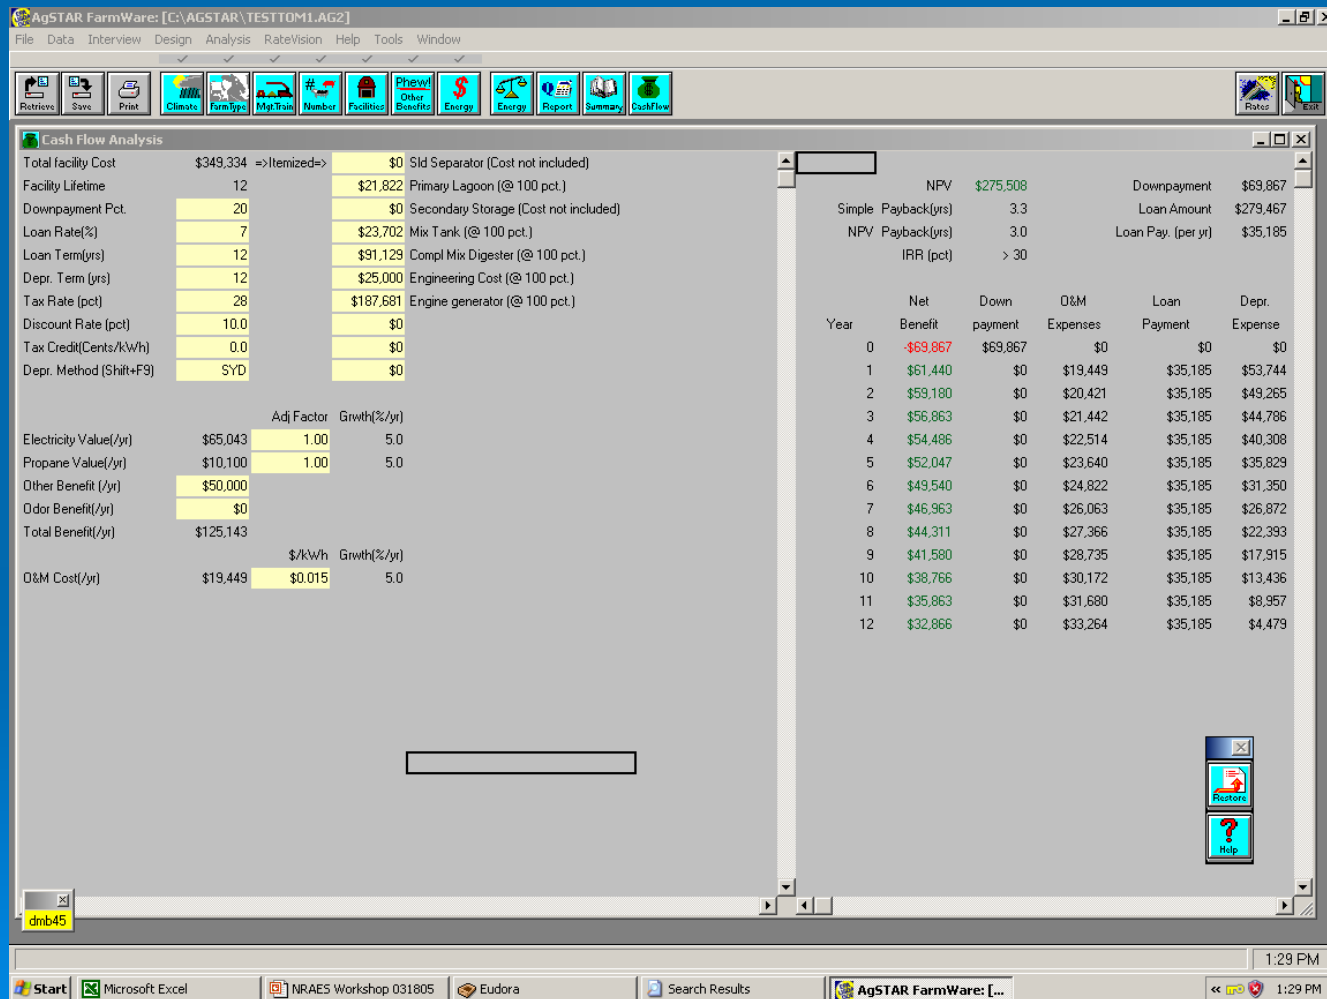 AgSTAR FarmWare: [C:\AGSTAR\TESTTOM1.AG2]
File Data Interview Design Analysis RateVision Help Tools Window
Retrieve Save Print Climate FarmType Mgt.Train # Number Facilities Phew! Other Benefits $ Energy Energy Report Summary CashFlow Rates Exit
Cash Flow Analysis
Total facility Cost $349,334 =>Itemized=> $0 Sld Separator (Cost not included)
Facility Lifetime 12 $21,822 Primary Lagoon (@ 100 pct.)
Downpayment Pct. 20 $0 Secondary Storage (Cost not included)
Loan Rate(%) 7 $23,702 Mix Tank (@ 100 pct.)
Loan Term(yrs) 12 $91,129 Compl Mix Digester (@ 100 pct.)
Depr. Term (yrs) 12 $25,000 Engineering Cost (@ 100 pct.)
Tax Rate (pct) 28 $187,681 Engine generator (@ 100 pct.)
Discount Rate (pct) 10.0 $0
Tax Credit(Cents/kWh) 0.0 $0
Depr. Method (Shift+F9) SYD $0
Adj Factor Grwth(%/yr)
Electricity Value(/yr) $65,043 1.00 5.0
Propane Value(/yr) $10,100 1.00 5.0
Other Benefit (/yr) $50,000
Odor Benefit(/yr) $0
Total Benefit(/yr) $125,143
$/kWh Grwth(%/yr)
O&M Cost(/yr) $19,449 $0.015 5.0
NPV $275,508 Downpayment $69,867
Simple Payback(yrs) 3.3 Loan Amount $279,467
NPV Payback(yrs) 3.0 Loan Pay. (per yr) $35,185
IRR (pct) > 30
Net Down O&M Loan Depr.
Year Benefit payment Expenses Payment Expense
0 -$69,867 $69,867 $0 $0 $0
1 $61,440 $0 $19,449 $35,185 $53,744
2 $59,180 $0 $20,421 $35,185 $49,265
3 $56,863 $0 $21,442 $35,185 $44,786
4 $54,486 $0 $22,514 $35,185 $40,308
5 $52,047 $0 $23,640 $35,185 $35,829
6 $49,540 $0 $24,822 $35,185 $31,350
7 $46,963 $0 $26,063 $35,185 $26,872
8 $44,311 $0 $27,366 $35,185 $22,393
9 $41,580 $0 $28,735 $35,185 $17,915
10 $38,766 $0 $30,172 $35,185 $13,436
11 $35,863 $0 $31,680 $35,185 $8,957
12 $32,866 $0 $33,264 $35,185 $4,479
Restore
? Help
dmb45
1:29 PM
Start Microsoft Excel NRAES Workshop 031805 Eudora Search Results AgSTAR FarmWare: [... « 1:29 PM